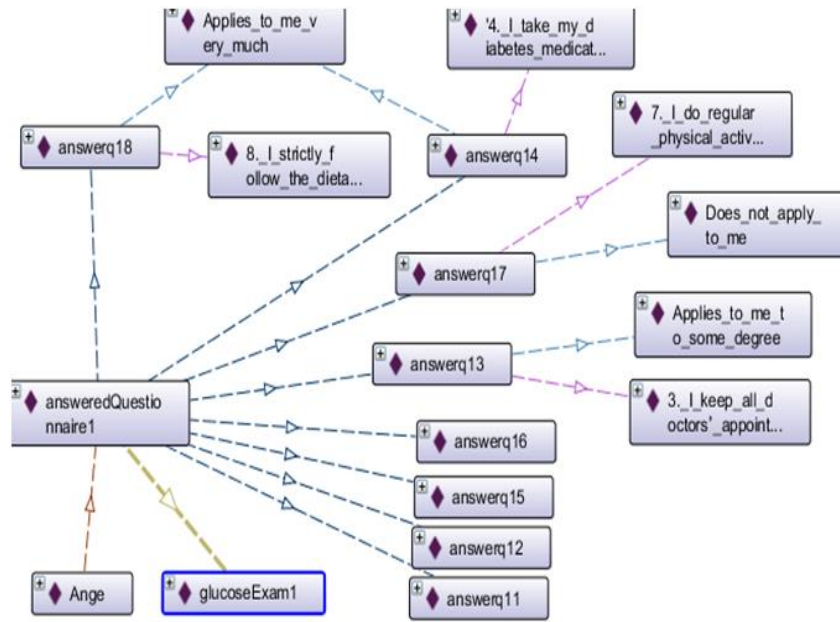 Applies_to_me_v
ery_much
'4._I_take_my_d
iabetes_medicat...
7._I_do_regular
_physical_activ...
answerq18
8._I_strictly_f
ollow_the_dieta...
answerq14
Does_not_apply_
to_me
answerq17
Applies_to_me_t
o_some_degree
answerq13
3._I_keep_all_d
octors'_appoint...
answeredQuestio
nnaire1
answerq16
answerq15
answerq12
answerq11
Ange
glucoseExam1